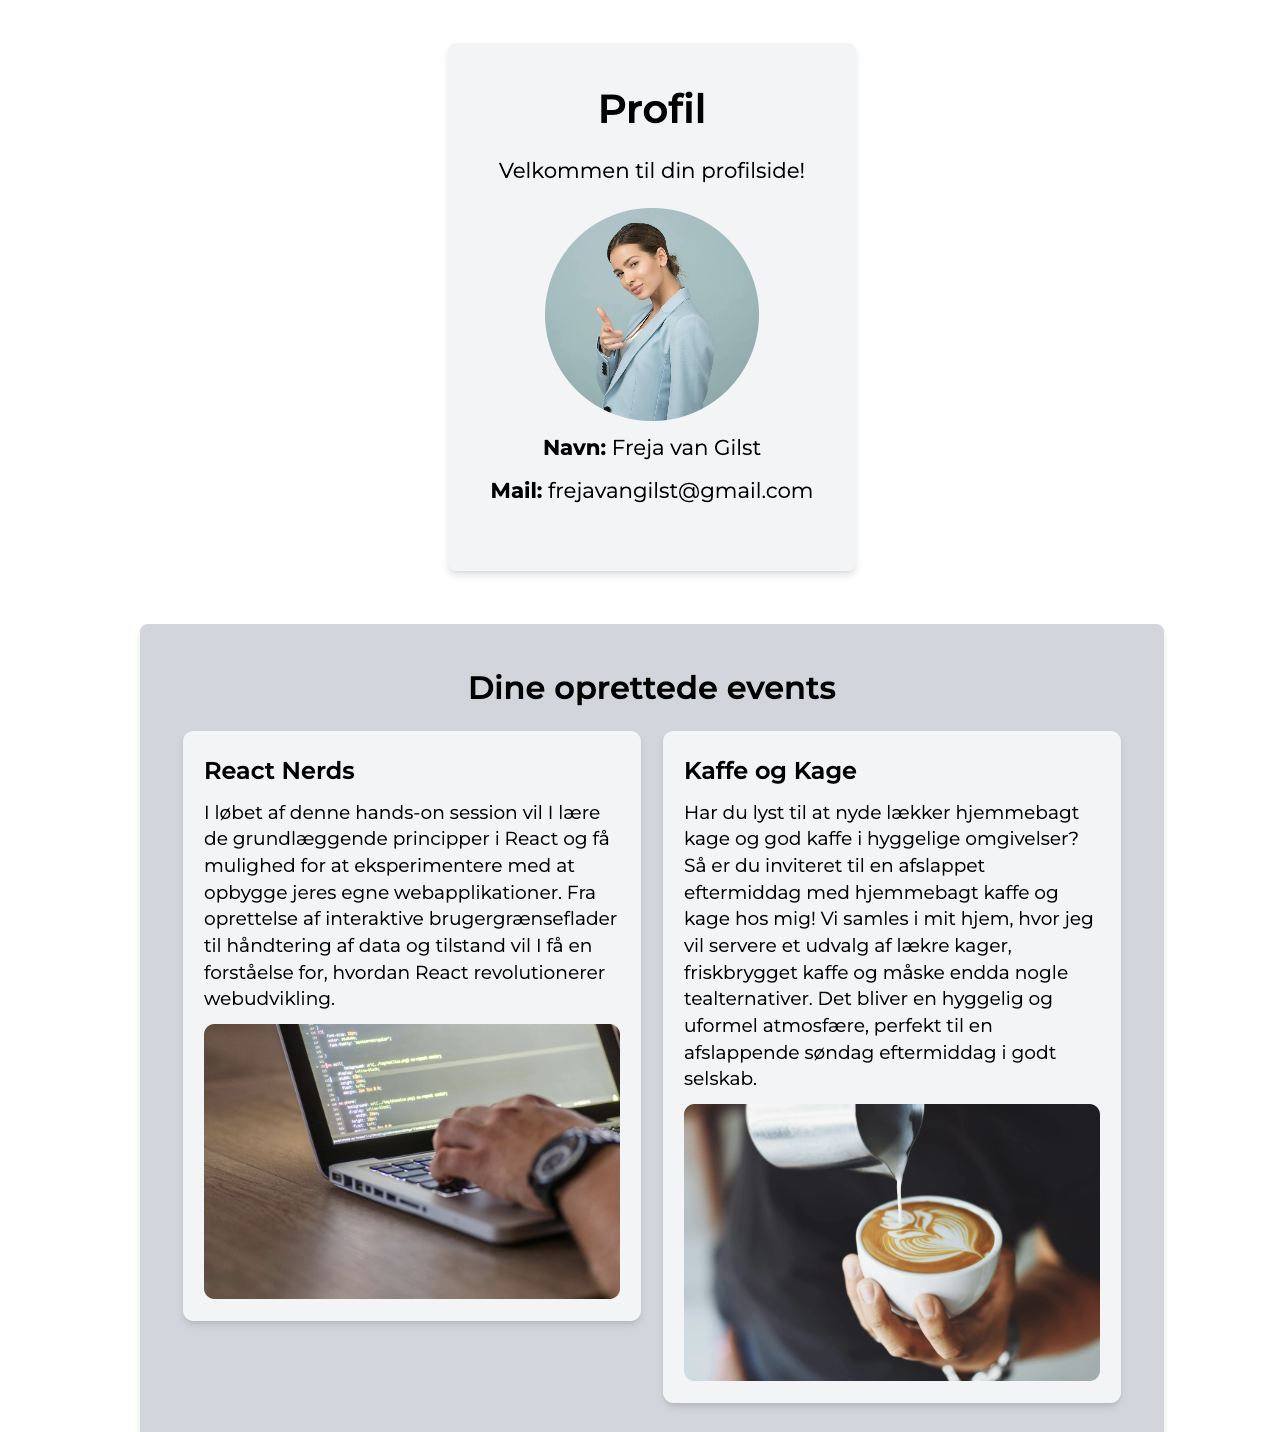 Profil
Velkommen til din profilside!
Navn: Freja van Gilst
Mail: frejavangilst@gmail.com
Dine oprettede events
React Nerds
I løbet af denne hands-on session vil I lære
de grundlæggende principper i React og få
mulighed for at eksperimentere med at
opbygge jeres egne webapplikationer. Fra
oprettelse af interaktive brugergrænseflader
til håndtering af data og tilstand vil I få en
forståelse for, hvordan React revolutionerer
webudvikling.
Kaffe og Kage
Har du lyst til at nyde lækker hjemmebagt
kage og god kaffe i hyggelige omgivelser?
Så er du inviteret til en afslappet
eftermiddag med hjemmebagt kaffe og
kage hos mig! Vi samles i mit hjem, hvor jeg
vil servere et udvalg af lækre kager,
friskbrygget kaffe og måske endda nogle
tealternativer. Det bliver en hyggelig og
uformel atmosfære, perfekt til en
afslappende søndag eftermiddag i godt
selskab.